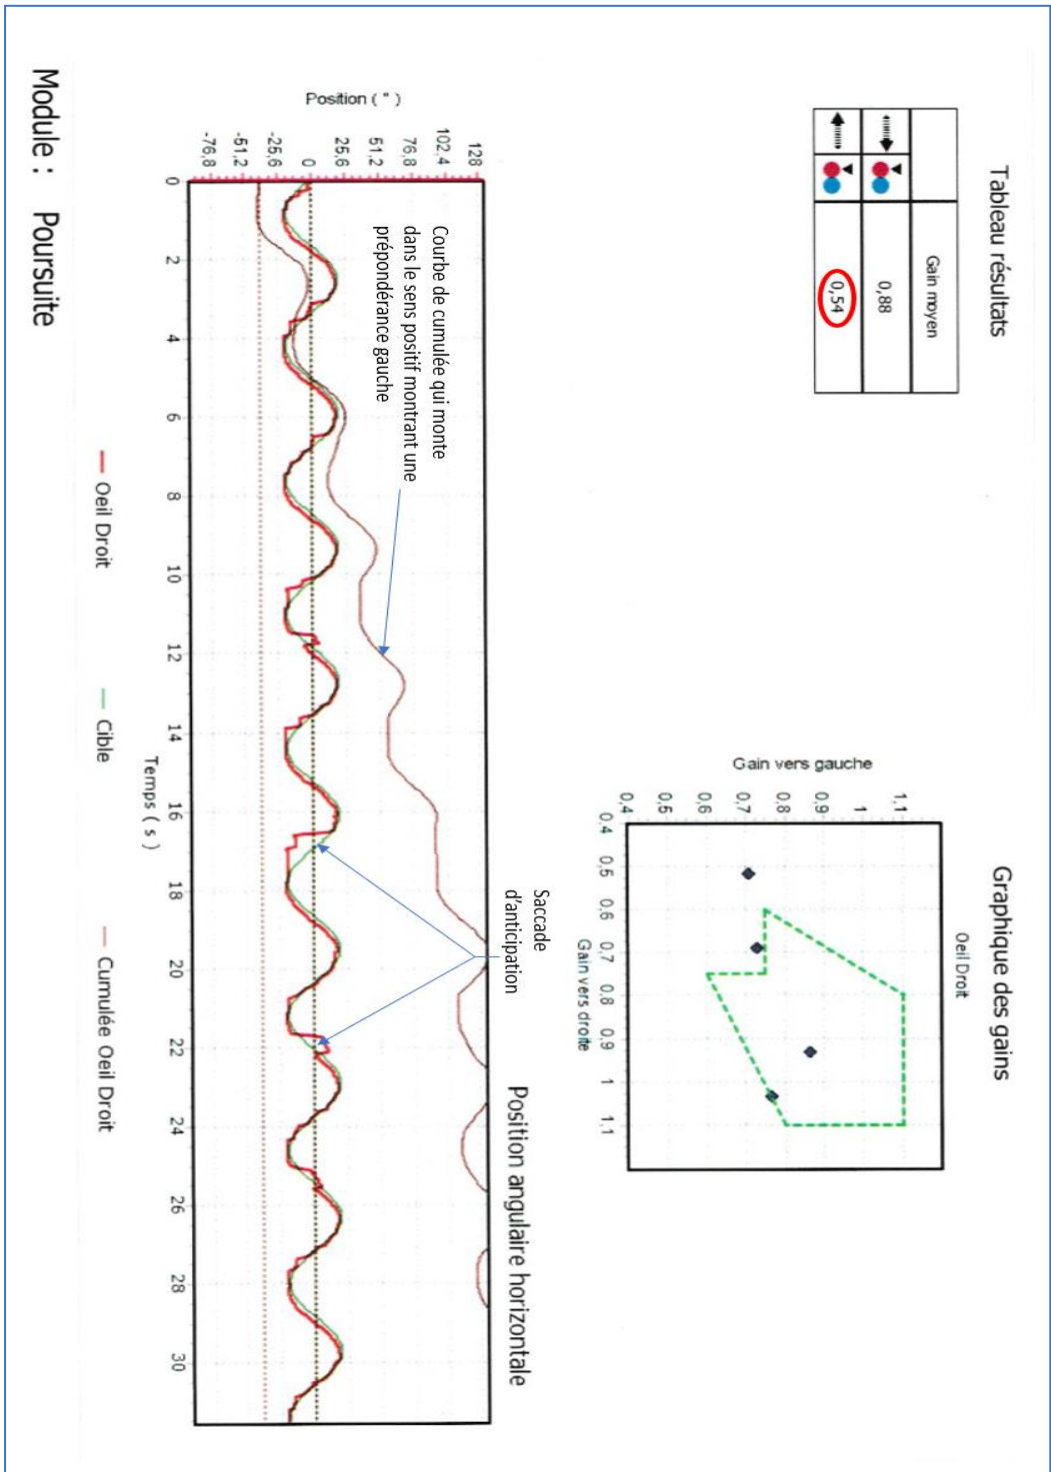 Tableau résultats
Gain moyen
0,88
0,54
Graphique des gains
Oeil Droit
Gain vers gauche
1,1
1
0,9
0,8
0,7
0,6
0,5
0,4
0,4 0,5 0,6 0,7 0,8 0,9 1 1,1
Gain vers droite
Saccade
d'anticipation
Position angulaire horizontale
Courbe de cumulée qui monte
dans le sens positif montrant une
prépondérance gauche
Position ( ° )
128
102,4
76,8
51,2
25,6
0
-25,6
-51,2
-76,8
0 2 4 6 8 10 12 14 16 18 20 22 24 26 28 30
Temps ( s )
Oeil Droit
Cible
Cumulée Oeil Droit
Module : Poursuite